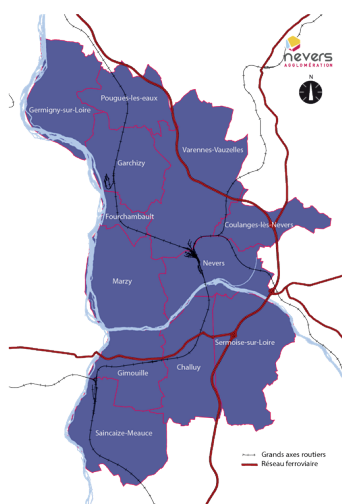 nevers
AGGLOMÉRATION
N
Pougues-les-eaux
Germigny-sur-Loire
Varennes-Vauzelles
Garchizy
Fourchambault
Coulanges-lès-Nevers
Nevers
Marzy
Sermoise-sur-Loire
Gimouille
Challuy
Saincaize-Meauce
Grands axes routiers
Réseau ferroviaire